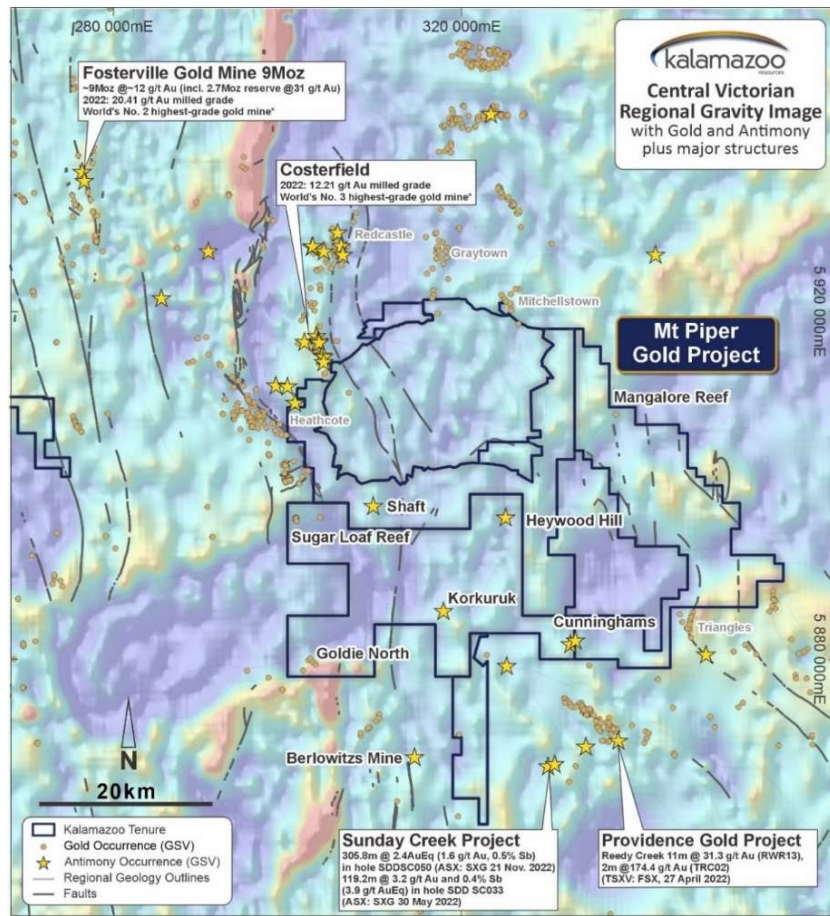 280 000mE
320 000mE
kalamazoo
resources
Central Victorian
Regional Gravity Image
with Gold and Antimony
plus major structures
Fosterville Gold Mine 9Moz
~9Moz @~12 g/t Au (incl. 2.7Moz reserve @31 g/t Au)
2022: 20.41 g/t Au milled grade
World's No. 2 highest-grade gold mine*
Costerfield
2022: 12.21 g/t Au milled grade
World's No. 3 highest-grade gold mine*
Redcastle
Graytown
Mitchellstown
5 920 000mE
Mt Piper
Gold Project
Mangalore Reef
Heathcote
Shaft
Heywood Hill
Sugar Loaf Reef
Korkuruk
Cunninghams
Triangles
5 880 000mE
Goldie North
Berlowitzs Mine
N
20km
Kalamazoo Tenure
Gold Occurrence (GSV)
Antimony Occurrence (GSV)
Regional Geology Outlines
Faults
Sunday Creek Project
305.8m @ 2.4AuEq (1.6 g/t Au, 0.5% Sb)
in hole SDDSC050 (ASX: SXG 21 Nov. 2022)
119.2m @ 3.2 g/t Au and 0.4% Sb
(3.9 g/t AuEq) in hole SDD SC033
(ASX: SXG 30 May 2022)
Providence Gold Project
Reedy Creek 11m @ 31.3 g/t Au (RWR13),
2m @174.4 g/t Au (TRC02)
(TSXV: FSX, 27 April 2022)